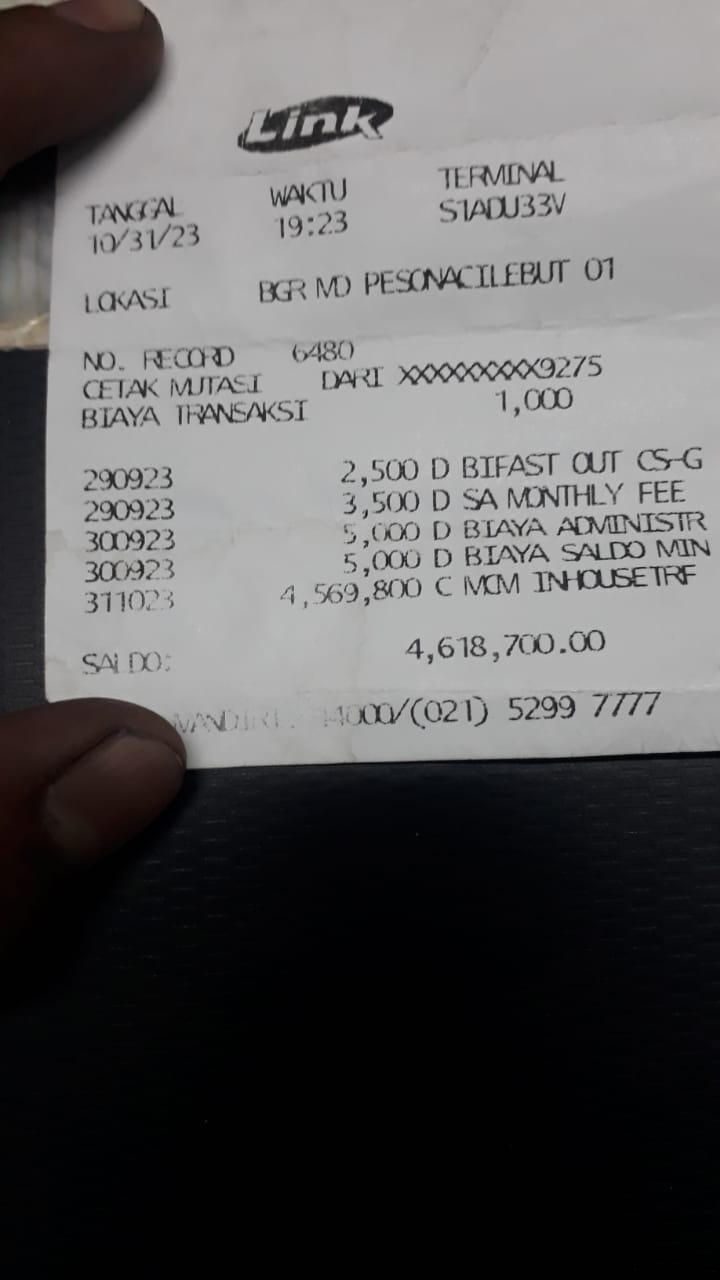 Link
TANGGAL WAKTU TERMINAL
10/31/23 19:23 S1ADU33V
LOKASI BGR MD PESONACILEBUT 01
NO. RECORD 6480
CETAK MUTASI DARI XXXXXXXXX9275
BIAYA TRANSAKSI 1,000
290923 2,500 D BIFAST OUT CS-G
290923 3,500 D SA MONTHLY FEE
300923 5,000 D BIAYA ADMINISTR
300923 5,000 D BIAYA SALDO MIN
311023 4,569,800 C MCM INHOUSETRF
SALDO: 4,618,700.00
MANDIRI 14000/(021) 5299 7777